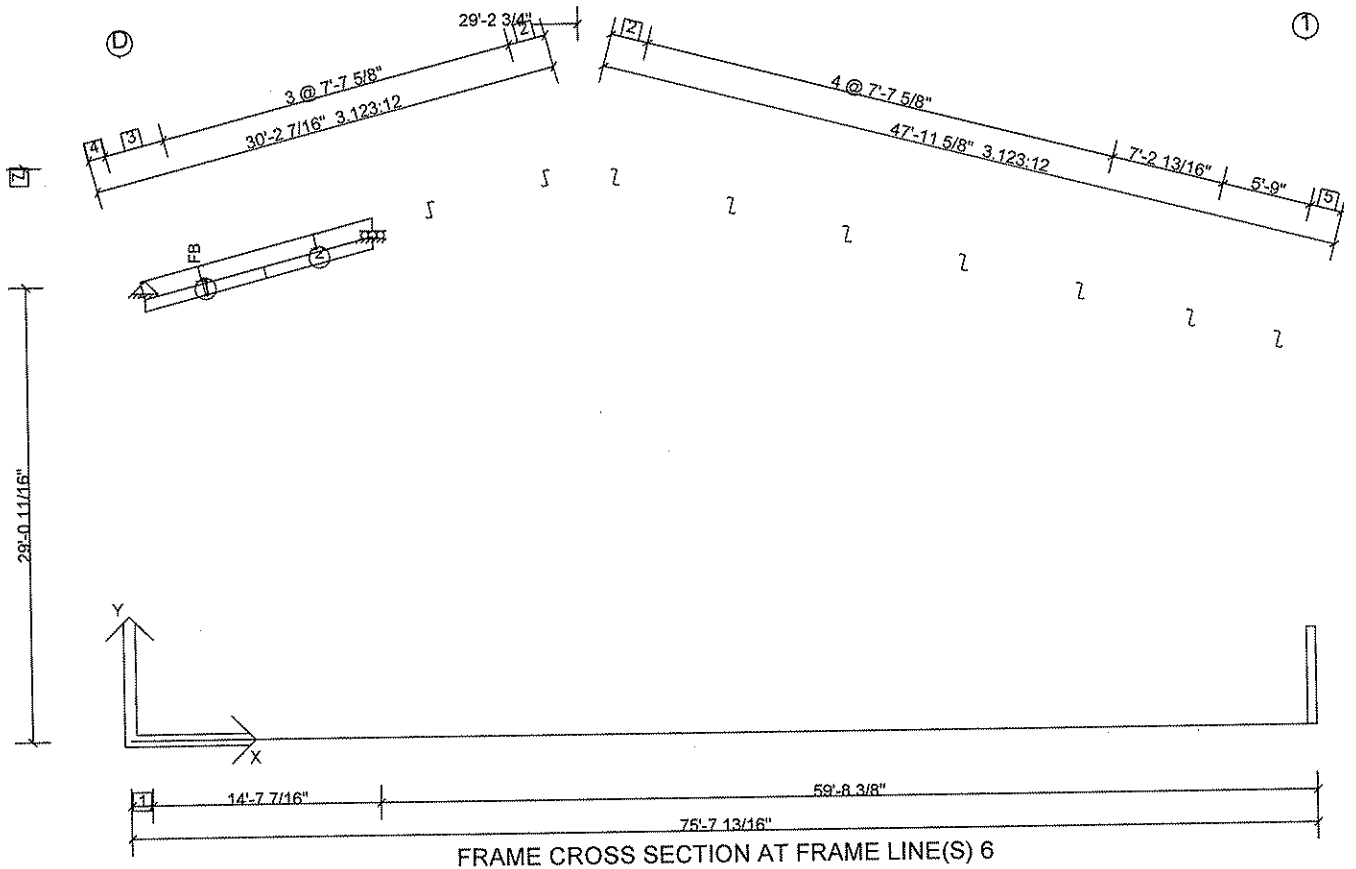 D
29'-2 3/4"
2
2
1
3 @ 7'-7 5/8"
30'-2 7/16" 3.123:12
4
3
4 @ 7'-7 5/8"
47'-11 5/8" 3.123:12
7'-2 13/16"
5'-9"
5
Z
FB
N
29'-0 11/16"
Y
X
1
14'-7 7/16"
59'-8 3/8"
75'-7 13/16"
FRAME CROSS SECTION AT FRAME LINE(S) 6